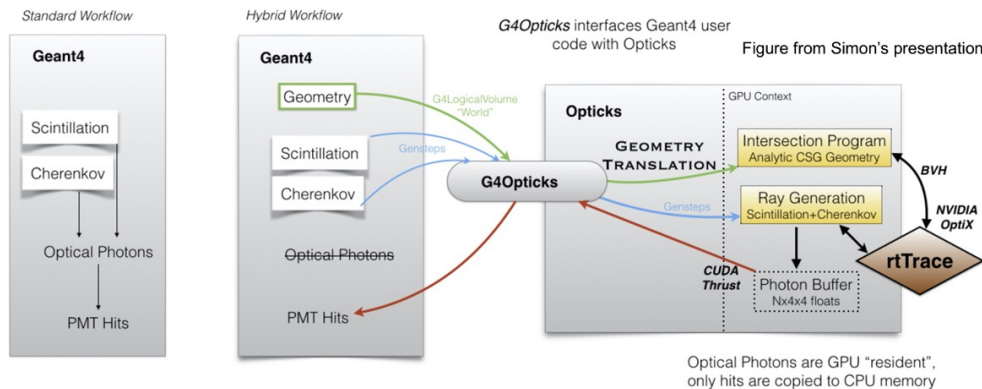 Standard Workflow
Geant4
Scintillation
Cherenkov
Optical Photons
PMT Hits
Hybrid Workflow
Geant4
Geometry
G4LogicalVolume
"World"
Scintillation
Gensteps
Cherenkov
Optical Photons
PMT Hits
G4Opticks interfaces Geant4 user
code with Opticks
Figure from Simon's presentation
G4Opticks
Opticks
GPU Context
GEOMETRY
TRANSLATION
Gensteps
Intersection Program
Analytic CSG Geometry
Ray Generation
Scintillation+Cherenkov
BVH
NVIDIA
OptiX
rtTrace
CUDA
Thrust
Photon Buffer
Nx4x4 floats
Optical Photons are GPU "resident",
only hits are copied to CPU memory